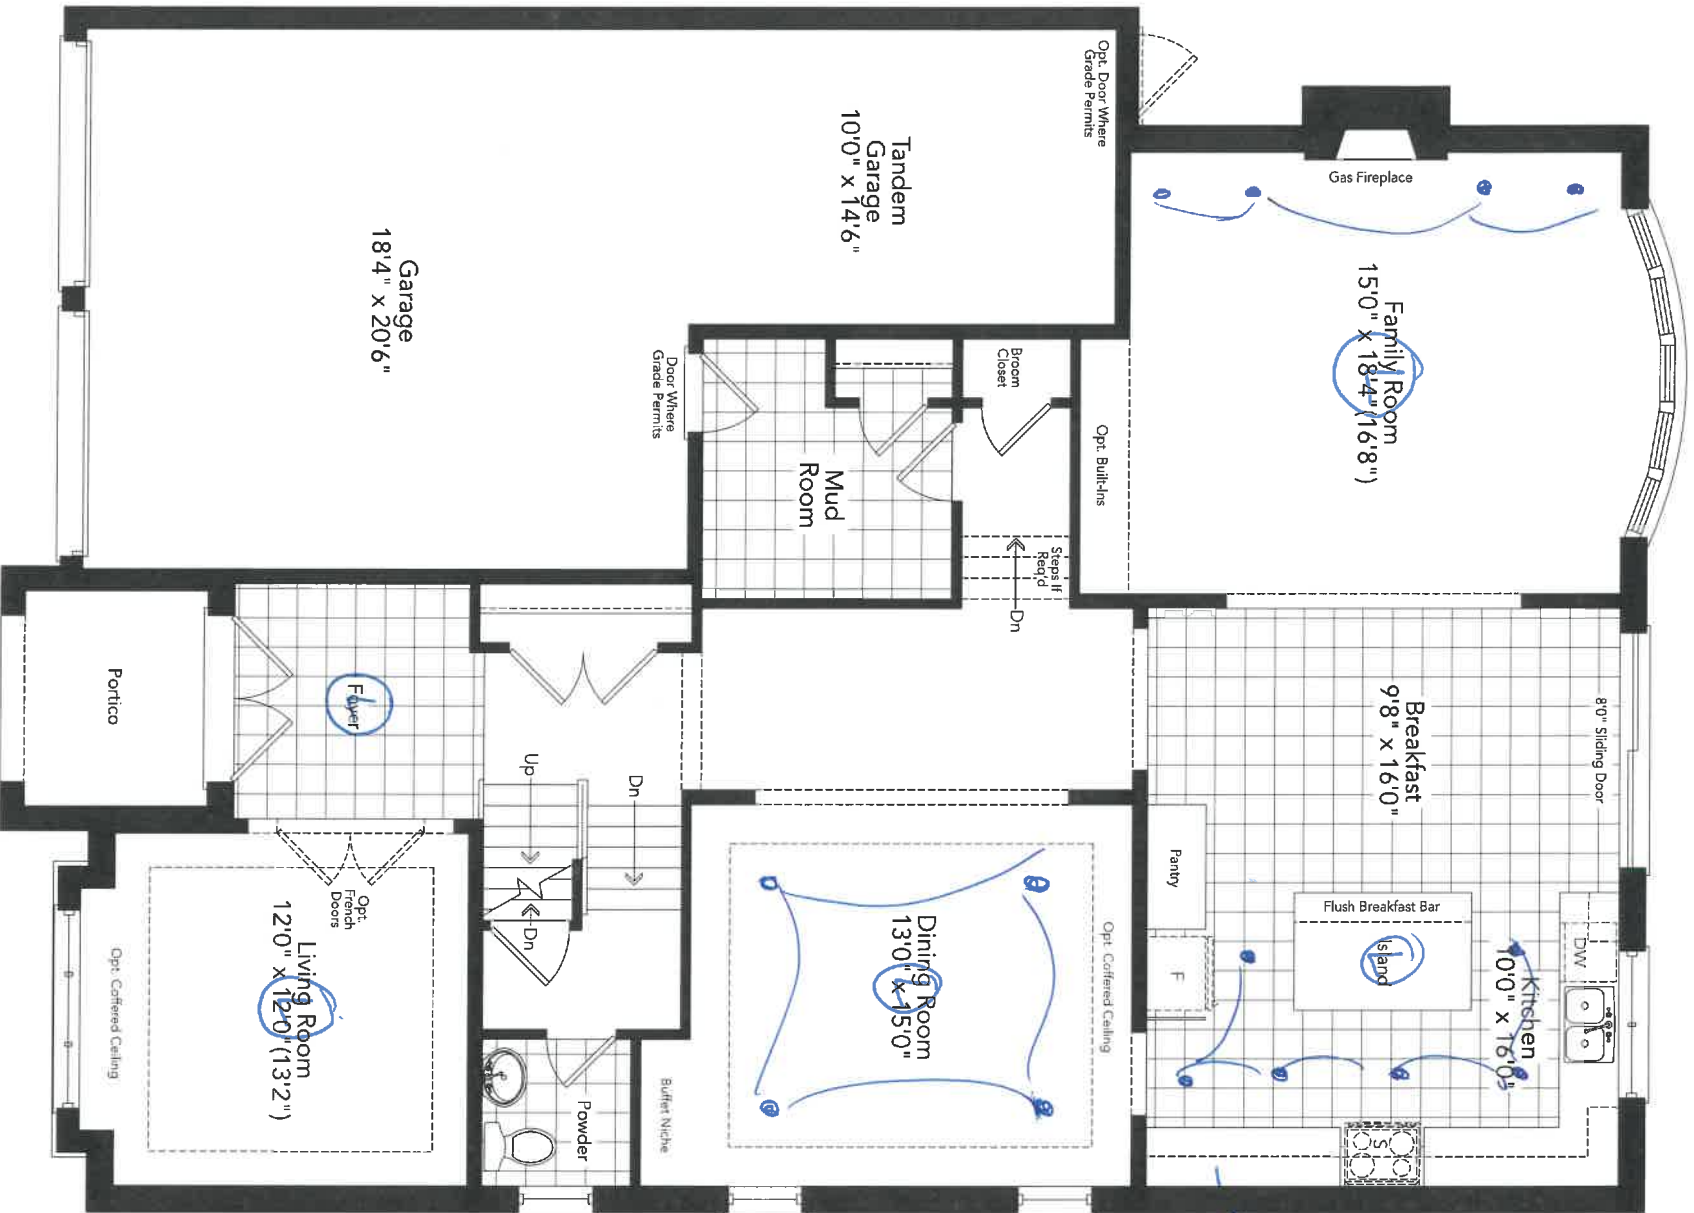 Opt. Door Where
Grade Permits
Tandem
Garage
10'0" x 14'6"
Garage
18'4" x 20'6"
Door Where
Grade Permits
Gas Fireplace
Family Room
15'0" x 18'4"(16'8")
Opt. Built-Ins
Broom
Closet
Mud
Room
Steps If
Req'd
Dn
8'0" Sliding Door
Breakfast
9'8" x 16'0"
Pantry
Flush Breakfast Bar
Island
DW
F
Kitchen
10'0" x 16'0"
S
Portico
Foyer
Up
Dn
Dn
Opt.
French
Doors
Living Room
12'0" x 12'0"(13'2")
Opt. Coffered Ceiling
Dining Room
13'0" x 15'0"
Opt Coffered Ceiling
Buffet Niche
Powder